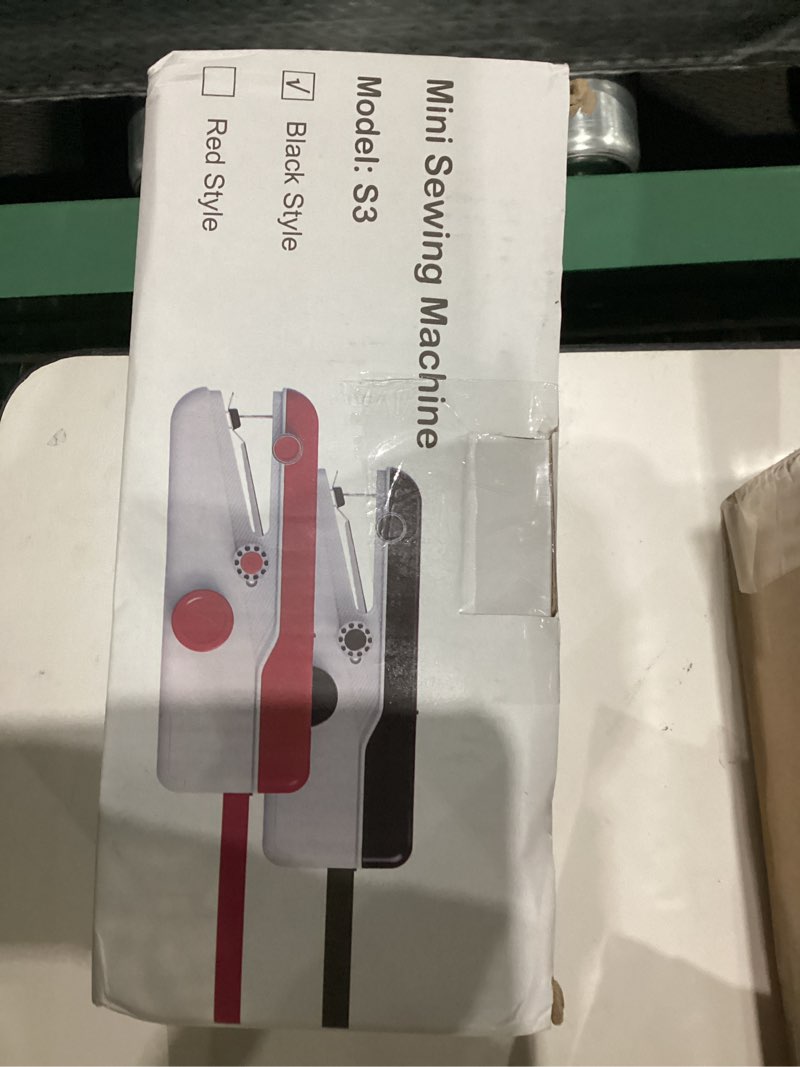 Mini Sewing Machine
Model: S3
☑ Black Style
☐ Red Style